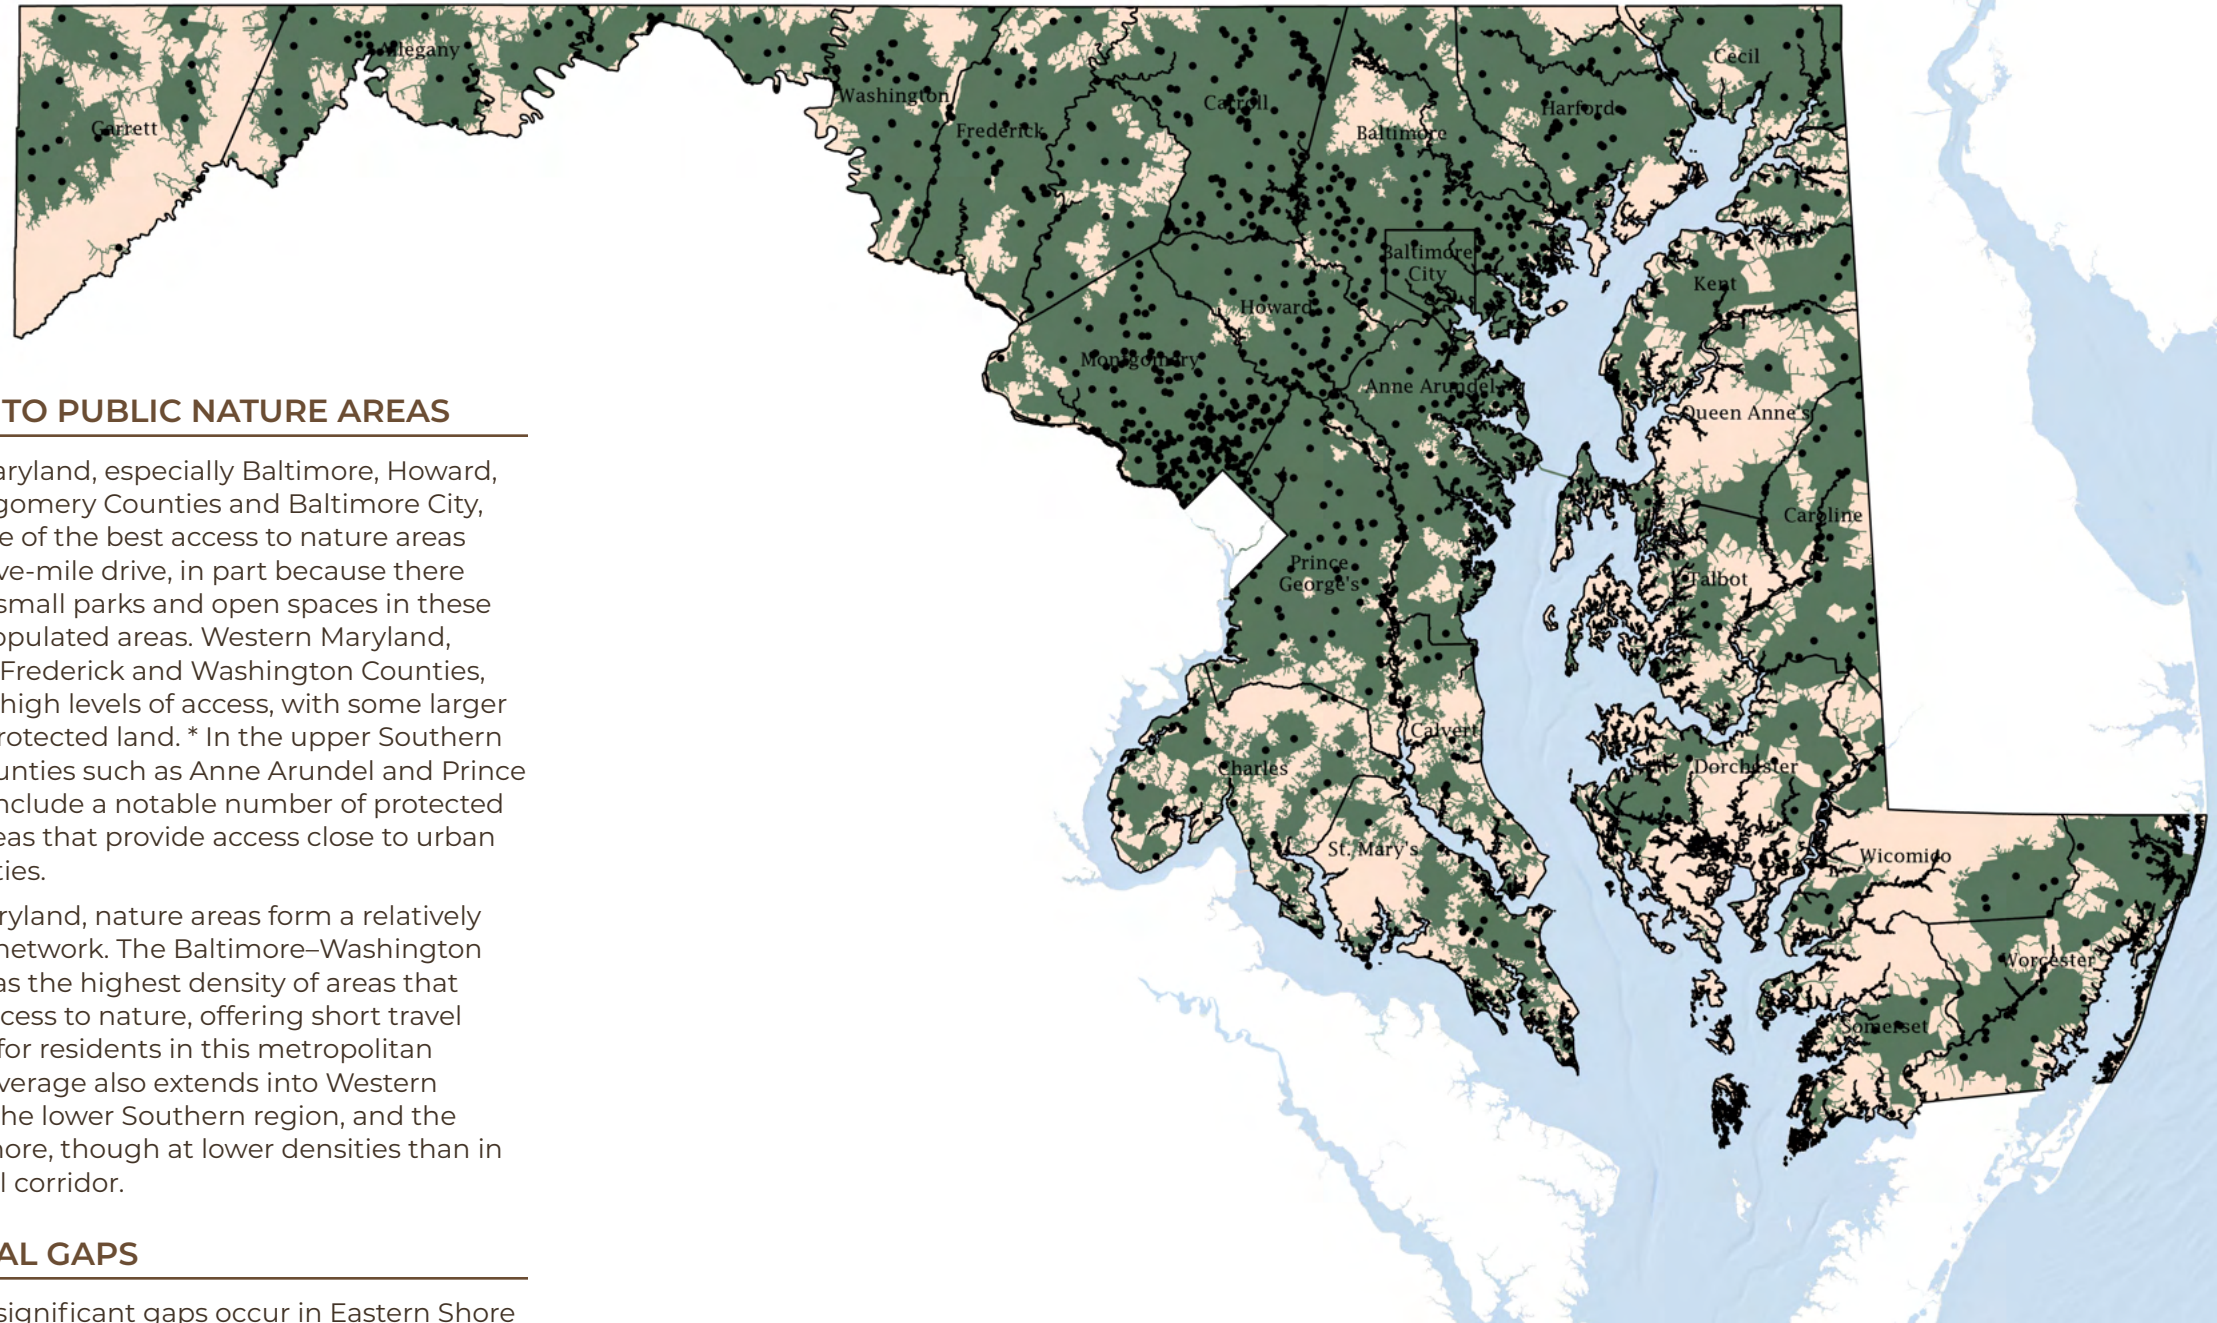 Allegany
Garrett
Washington
Frederick
Carroll
Baltimore
Harford
Cecil
Baltimore
City
Kent
Howard
Montgomery
Anne Arundel
Queen Anne's
Caroline
Talbot
Prince
George's
Calvert
Charles
Dorchester
St. Mary's
Wicomico
Worcester
Somerset
TO PUBLIC NATURE AREAS
aryland, especially Baltimore, Howard,
gomery Counties and Baltimore City,
e of the best access to nature areas
ve-mile drive, in part because there
small parks and open spaces in these
opulated areas. Western Maryland,
Frederick and Washington Counties,
high levels of access, with some larger
rotected land. * In the upper Southern
unties such as Anne Arundel and Prince
nclude a notable number of protected
eas that provide access close to urban
ties.
ryland, nature areas form a relatively
network. The Baltimore–Washington
as the highest density of areas that
cess to nature, offering short travel
for residents in this metropolitan
verage also extends into Western
he lower Southern region, and the
hore, though at lower densities than in
l corridor.
AL GAPS
significant gaps occur in Eastern Shore